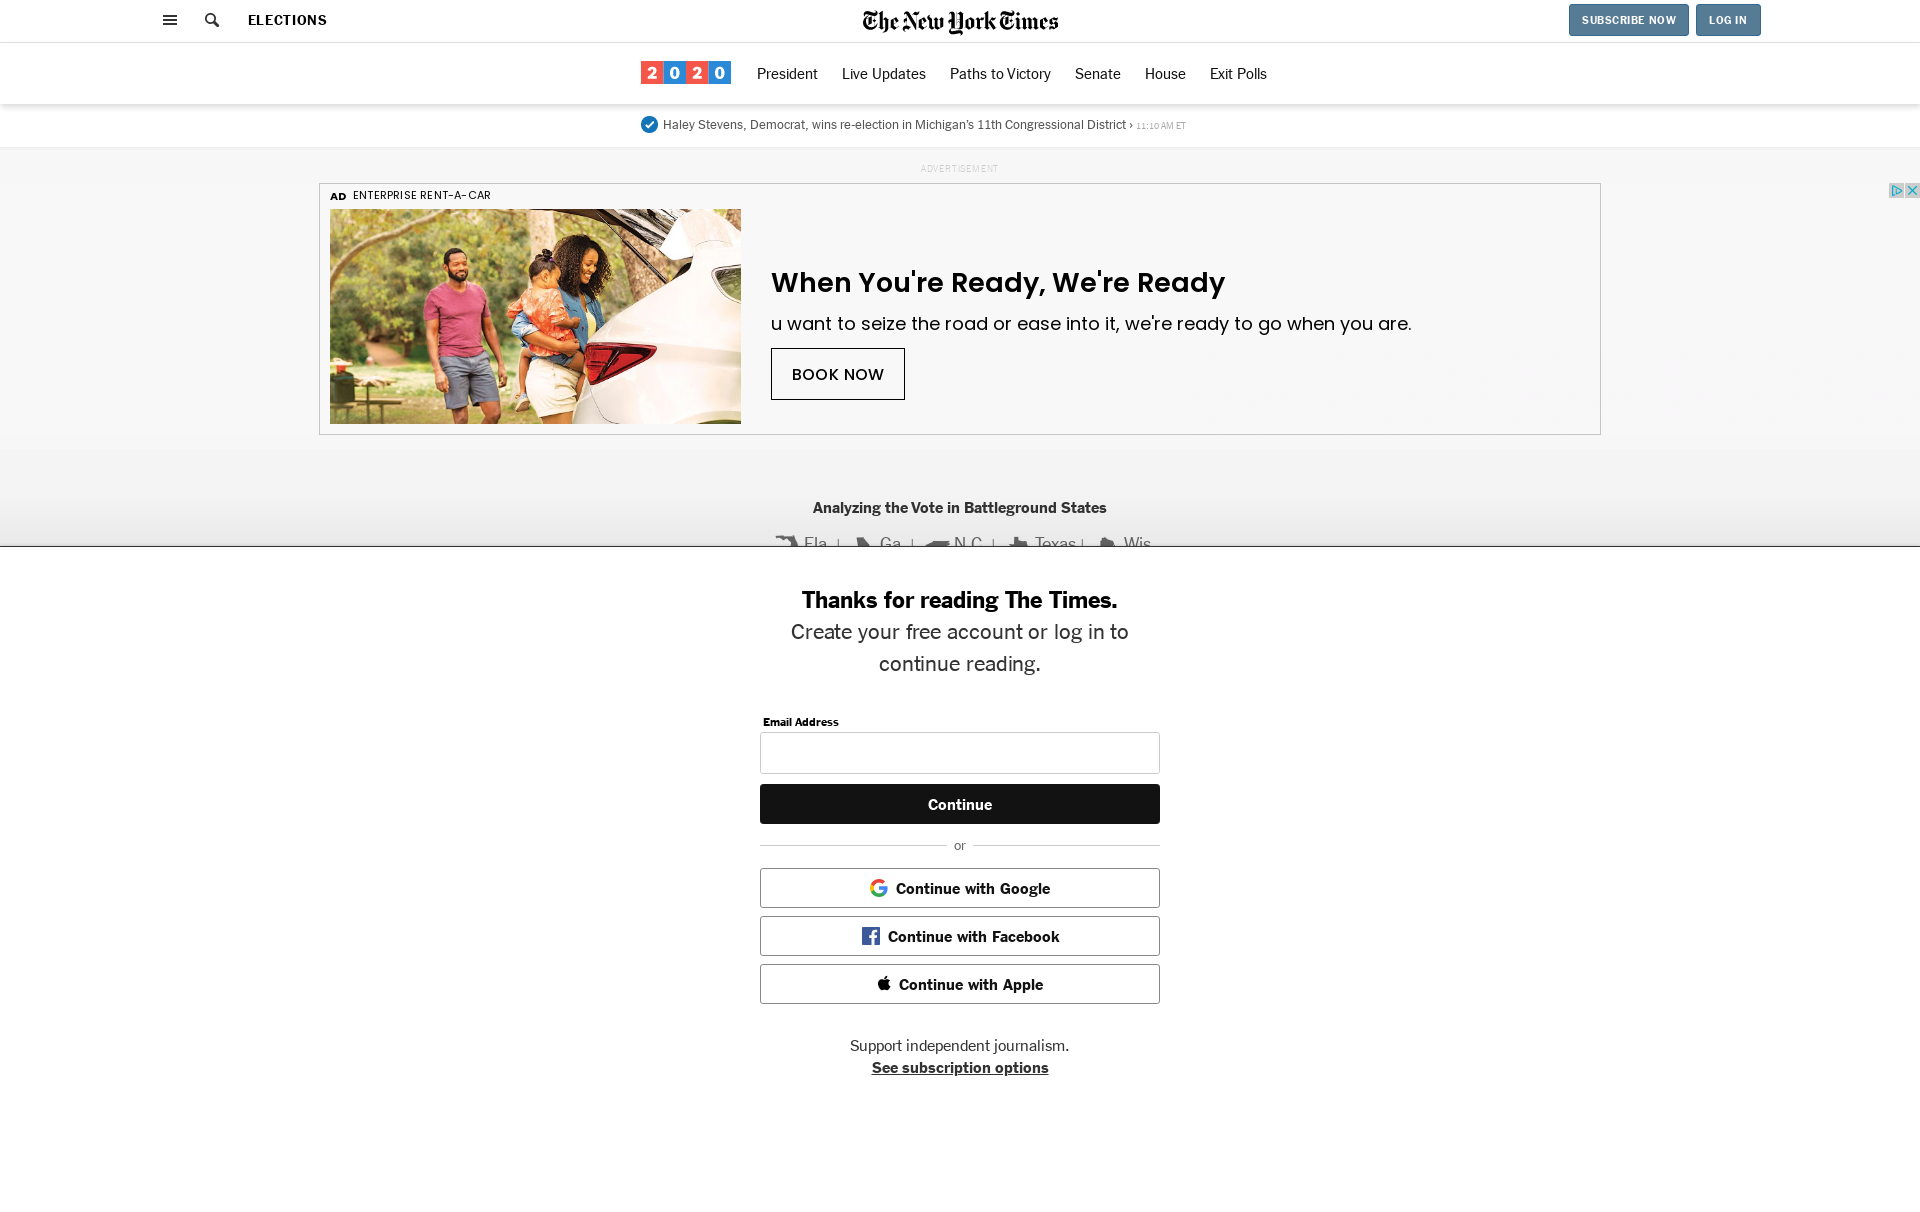 ELECTIONS
The New York Times
SUBSCRIBE NOW
LOG IN
2020
President
Live Updates
Paths to Victory
Senate
House
Exit Polls
Haley Stevens, Democrat, wins re-election in Michigan's 11th Congressional District › 11:10 AM ET
ADVERTISEMENT
AD ENTERPRISE RENT-A-CAR
When You're Ready, We're Ready
u want to seize the road or ease into it, we're ready to go when you are.
BOOK NOW
Analyzing the Vote in Battleground States
Fla. | Ga. | N.C. | Texas | Wis.
Thanks for reading The Times.
Create your free account or log in to
continue reading.
Email Address
Continue
or
Continue with Google
Continue with Facebook
Continue with Apple
Support independent journalism.
See subscription options